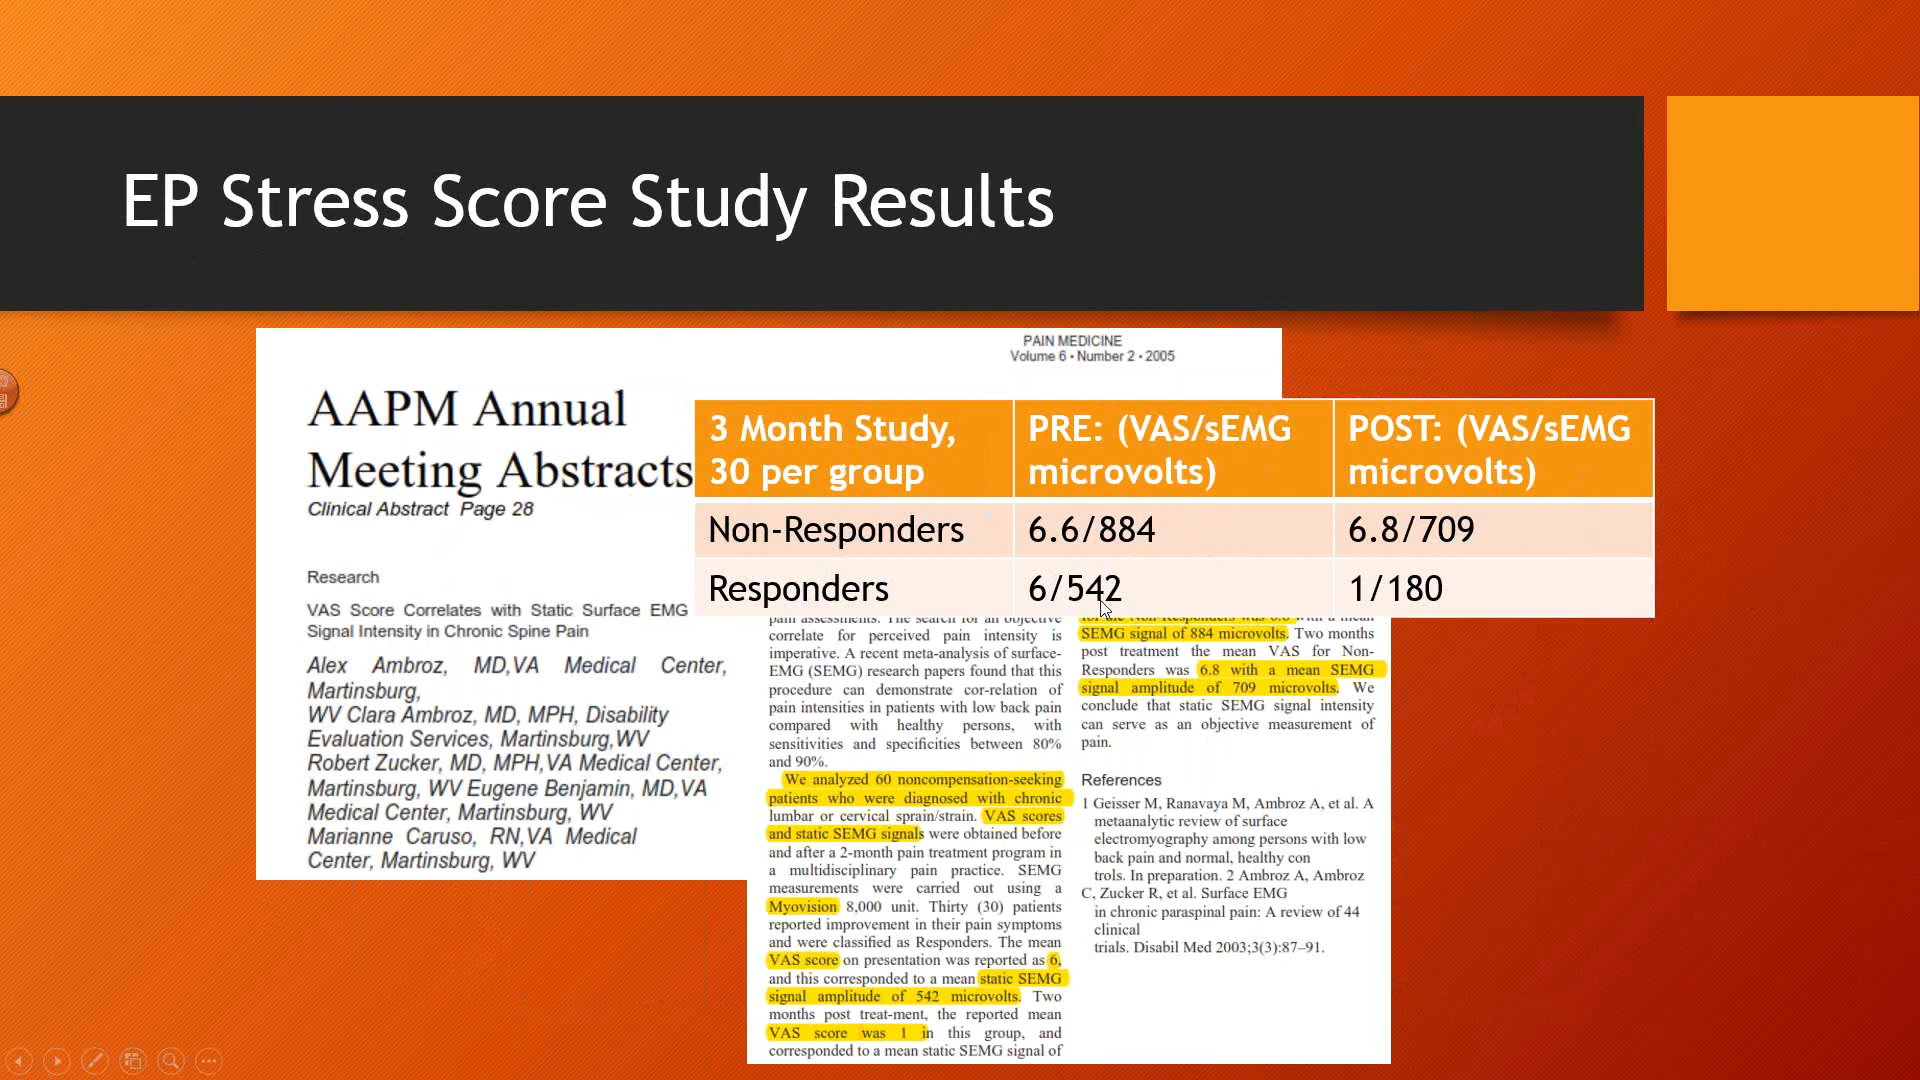 EP Stress Score Study Results
PAIN MEDICINE
Volume 6 • Number 2 • 2005
AAPM Annual
Meeting Abstracts
Clinical Abstract Page 28
Research
VAS Score Correlates with Static Surface EMG
Signal Intensity in Chronic Spine Pain
Alex Ambroz, MD,VA Medical Center,
Martinsburg,
WV Clara Ambroz, MD, MPH, Disability
Evaluation Services, Martinsburg,WV
Robert Zucker, MD, MPH,VA Medical Center,
Martinsburg, WV Eugene Benjamin, MD,VA
Medical Center, Martinsburg, WV
Marianne Caruso, RN,VA Medical
Center, Martinsburg, WV
3 Month Study, 
30 per group
PRE: (VAS/sEMG
microvolts)
POST: (VAS/sEMG
microvolts)
Non-Responders 6.6/884 6.8/709
Responders 6/542 1/180
pain assessments. The search for an objective
correlate for perceived pain intensity is
imperative. A recent meta-analysis of surface-
EMG (SEMG) research papers found that this
procedure can demonstrate cor-relation of
pain intensities in patients with low back pain
compared with healthy persons, with
sensitivities and specificities between 80%
and 90%.
We analyzed 60 noncompensation-seeking
patients who were diagnosed with chronic
lumbar or cervical sprain/strain. VAS scores
and static SEMG signals were obtained before
and after a 2-month pain treatment program in
a multidisciplinary pain practice. SEMG
measurements were carried out using a
Myovision 8,000 unit. Thirty (30) patients
reported improvement in their pain symptoms
and were classified as Responders. The mean
VAS score on presentation was reported as 6,
and this corresponded to a mean static SEMG
signal amplitude of 542 microvolts. Two
months post treat-ment, the reported mean
VAS score was 1 in this group, and
corresponded to a mean static SEMG signal of
for the Non-Responders was 6.6 with a mean
SEMG signal of 884 microvolts. Two months
post treatment the mean VAS for Non-
Responders was 6.8 with a mean SEMG
signal amplitude of 709 microvolts. We
conclude that static SEMG signal intensity
can serve as an objective measurement of
pain.
References
1 Geisser M, Ranavaya M, Ambroz A, et al. A
metaanalytic review of surface
electromyography among persons with low
back pain and normal, healthy con
trols. In preparation. 2 Ambroz A, Ambroz
C, Zucker R, et al. Surface EMG
in chronic paraspinal pain: A review of 44
clinical
trials. Disabil Med 2003;3(3):87–91.